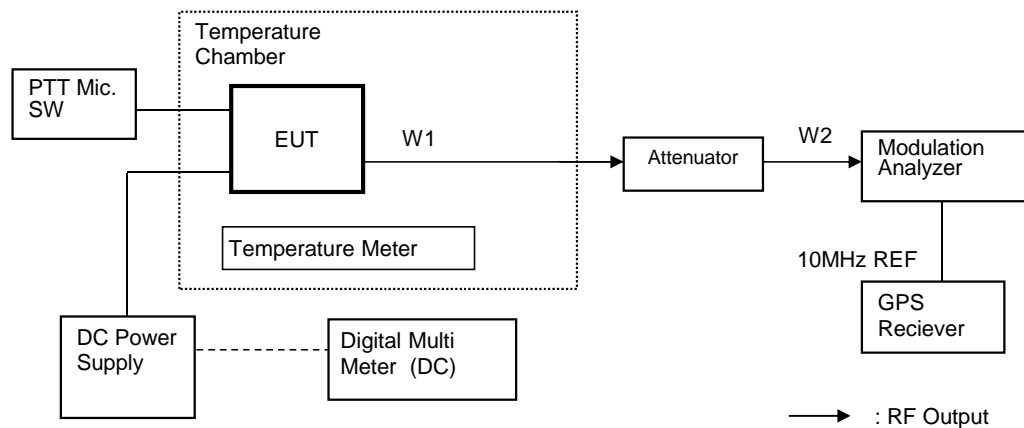 Temperature
Chamber
PTT Mic.
SW
EUT
W1
Attenuator
W2
Modulation
Analyzer
Temperature Meter
10MHz REF
GPS
Reciever
DC Power
Supply
Digital Multi
Meter (DC)
: RF Output